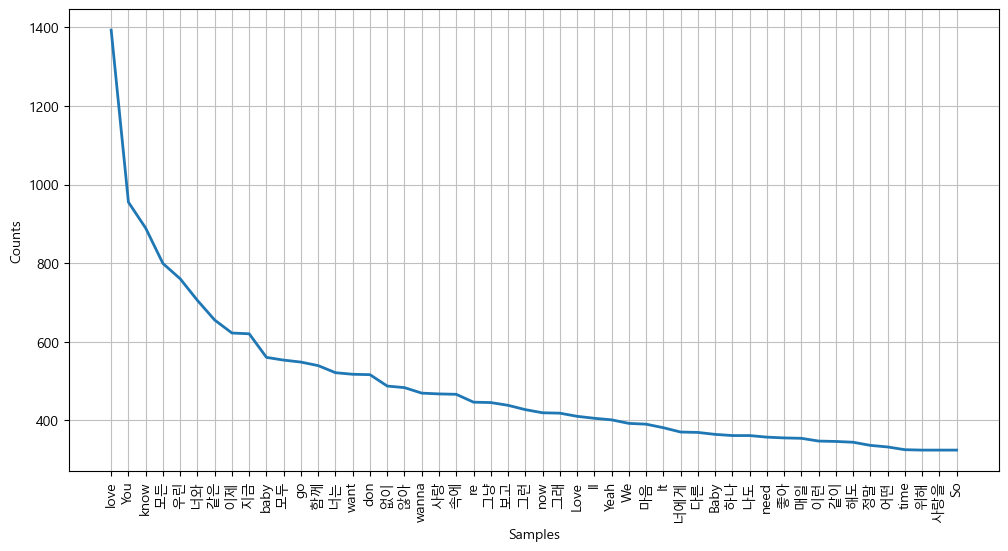 1400
1200
1000
800
600
400
Counts
love
You
know
모든
우린
너와
같은
이제
지금
baby
모두
go
함께
너는
want
don
없이
않아
wanna
사랑
속에
re
그냥
보고
그런
now
그래
Love
ll
Yeah
We
마음
It
너에게
다른
Baby
하나
나도
need
좋아
매일
이런
같이
해도
정말
어떤
time
위해
사랑을
So
Samples